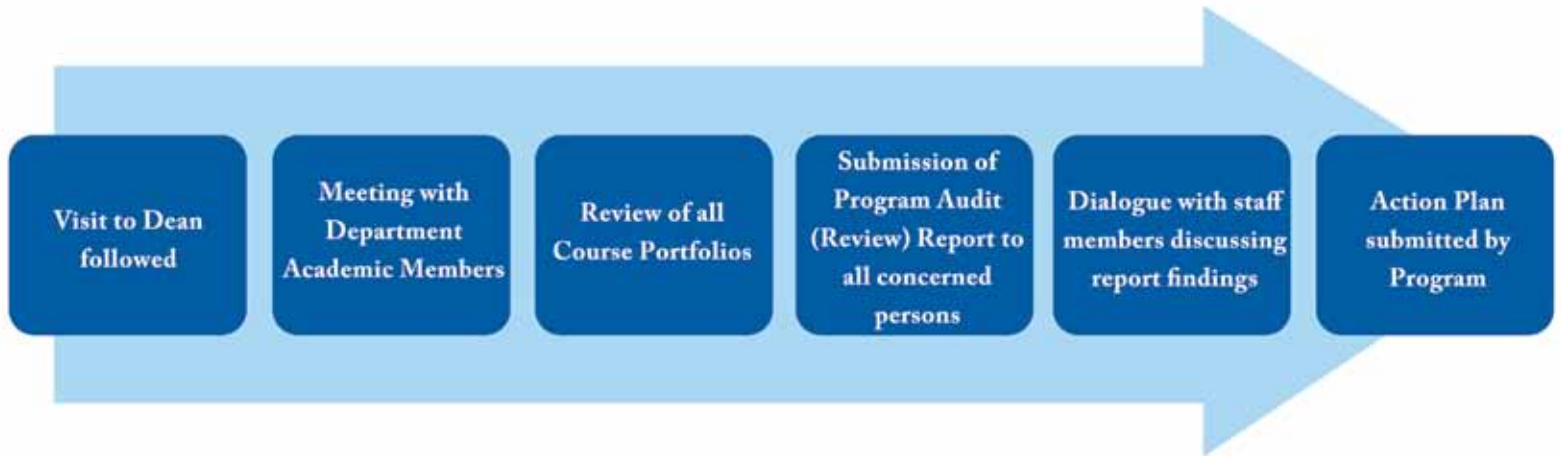 Visit to Dean
followed
Meeting with
Department
Academic Members
Review of all
Course Portfolios
Submission of
Program Audit
(Review) Report to
all concerned
persons
Dialogue with staff
members discussing
report findings
Action Plan
submitted by
Program